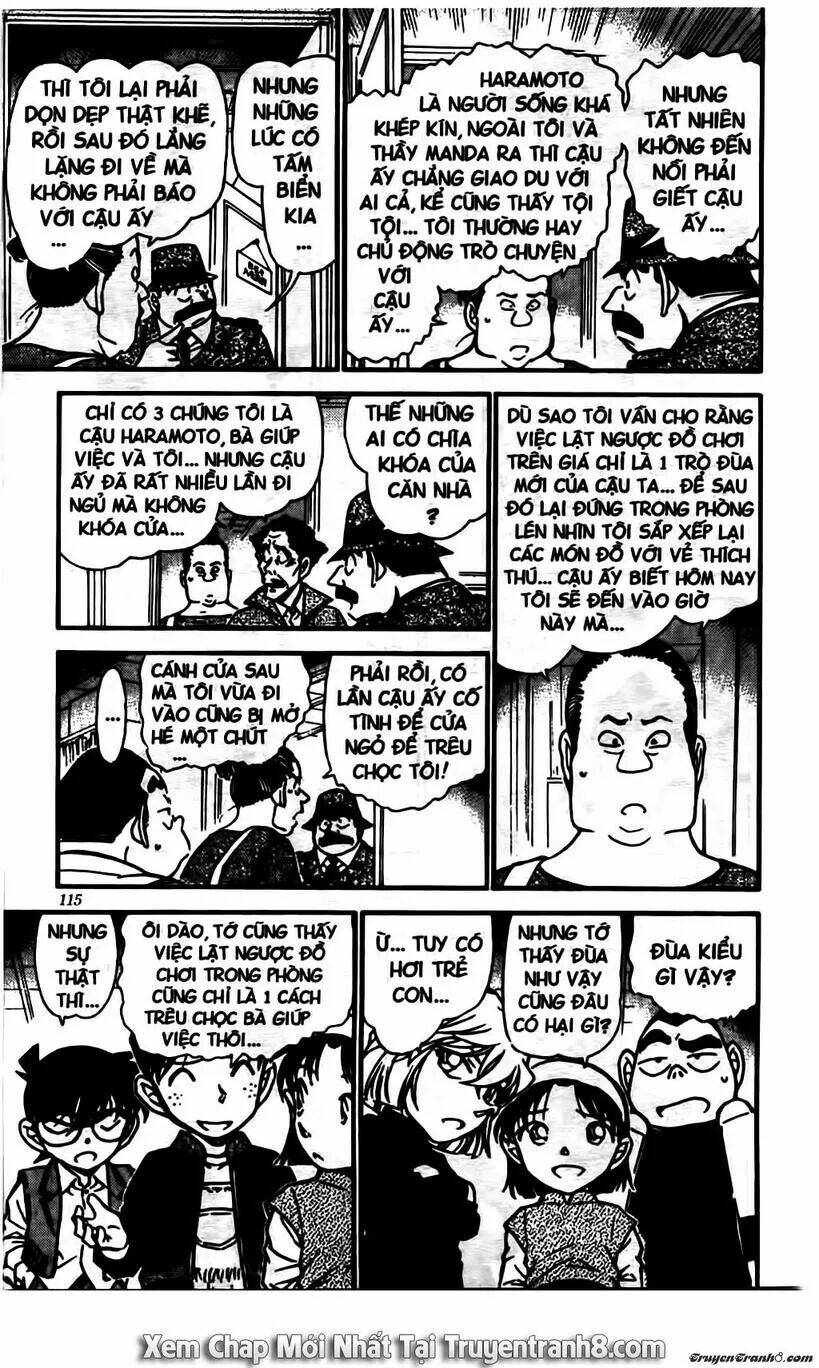 NHƯNG
TẤT NHIÊN
KHÔNG ĐẾN
NỖI PHẢI
GIẾT CẬU
ẤY...
HARAMOTO
LÀ NGƯỜI SỐNG KHÁ
KHÉP KÍN, NGOÀI TÔI VÀ
THẦY MANDA RA THÌ CẬU
ẤY CHẲNG GIAO DU VỚI
AI CẢ, KỂ CŨNG THẤY TỘI
TỘI... TÔI THƯỜNG HAY
CHỦ ĐỘNG TRÒ CHUYỆN
VỚI
CẬU
ẤY...
NHƯNG
NHỮNG
LÚC CÓ
TẤM
BIỂN
KIA
...
THÌ TÔI LẠI PHẢI
DỌN DẸP THẬT KHẼ,
RỒI SAU ĐÓ LẲNG
LẶNG ĐI VỀ MÀ
KHÔNG PHẢI BÁO
VỚI CẬU ẤY
...
DÙ SAO TÔI VẪN CHO RẰNG
VIỆC LẬT NGƯỢC ĐỒ CHƠI
TRÊN GIÁ CHỈ LÀ 1 TRÒ ĐÙA
MỚI CỦA CẬU TA... ĐỂ SAU
ĐÓ LẠI ĐỨNG TRONG PHÒNG
LÉN NHÌN TÔI SẮP XẾP LẠI
CÁC MÓN ĐỒ VỚI VẺ THÍCH
THÚ... CẬU ẤY BIẾT HÔM NAY
TÔI SẼ ĐẾN VÀO GIỜ
NÀY MÀ...
THẾ NHỮNG
AI CÓ CHÌA
KHÓA CỦA
CĂN NHÀ
?
CHỈ CÓ 3 CHÚNG TÔI LÀ
CẬU HARAMOTO, BÀ GIÚP
VIỆC VÀ TÔI... NHƯNG CẬU
ẤY ĐÃ RẤT NHIỀU LẦN ĐI
NGỦ MÀ KHÔNG
KHÓA CỬA...
PHẢI RỒI, CÓ
LẦN CẬU ẤY CỐ
TÌNH ĐỂ CỬA
NGỎ ĐỂ TRÊU
CHỌC TÔI!
CÁNH CỬA SAU
MÀ TÔI VỪA ĐI
VÀO CŨNG BỊ MỞ
HÉ MỘT CHÚT
...
...
115
ĐÙA KIỂU
GÌ VẬY?
NHƯNG TỚ
THẤY ĐÙA
NHƯ VẬY
CŨNG ĐÂU
CÓ HẠI GÌ?
Ừ... TUY CÓ
HƠI TRẺ
CON...
ÔI DÀO, TỚ CŨNG THẤY
VIỆC LẬT NGƯỢC ĐỒ
CHƠI TRONG PHÒNG
CŨNG CHỈ LÀ 1 CÁCH
TRÊU CHỌC BÀ GIÚP
VIỆC THÔI...
NHƯNG
SỰ
THẬT
THÌ...
Xem Chap Mới Nhất Tại Truyentranh8.com
TruyenTranh8.com